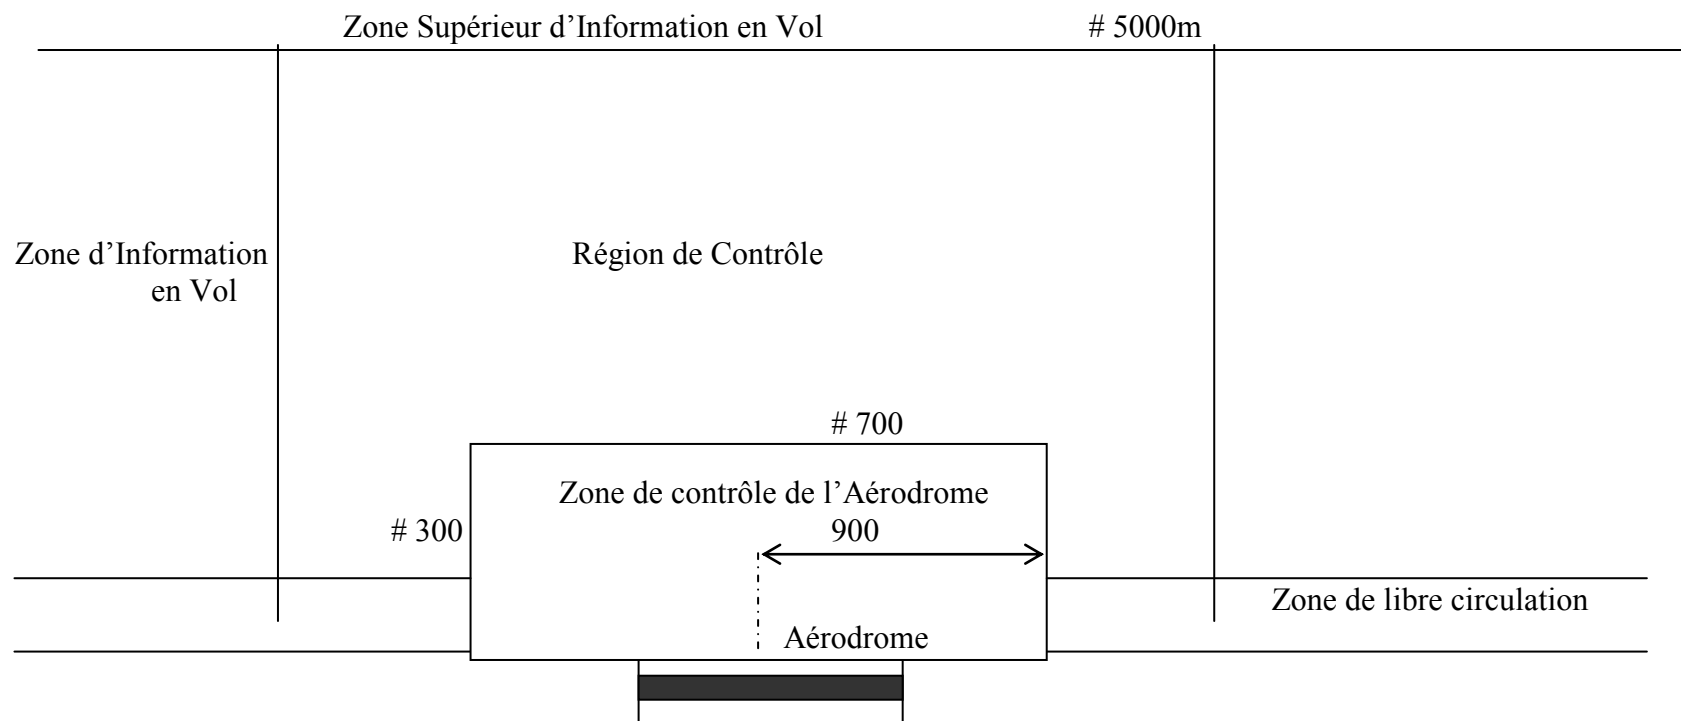 Zone Supérieur d’Information en Vol # 5000m
Zone d’Information
en Vol
Région de Contrôle
# 700
Zone de contrôle de l’Aérodrome
# 300
900
Zone de libre circulation
Aérodrome